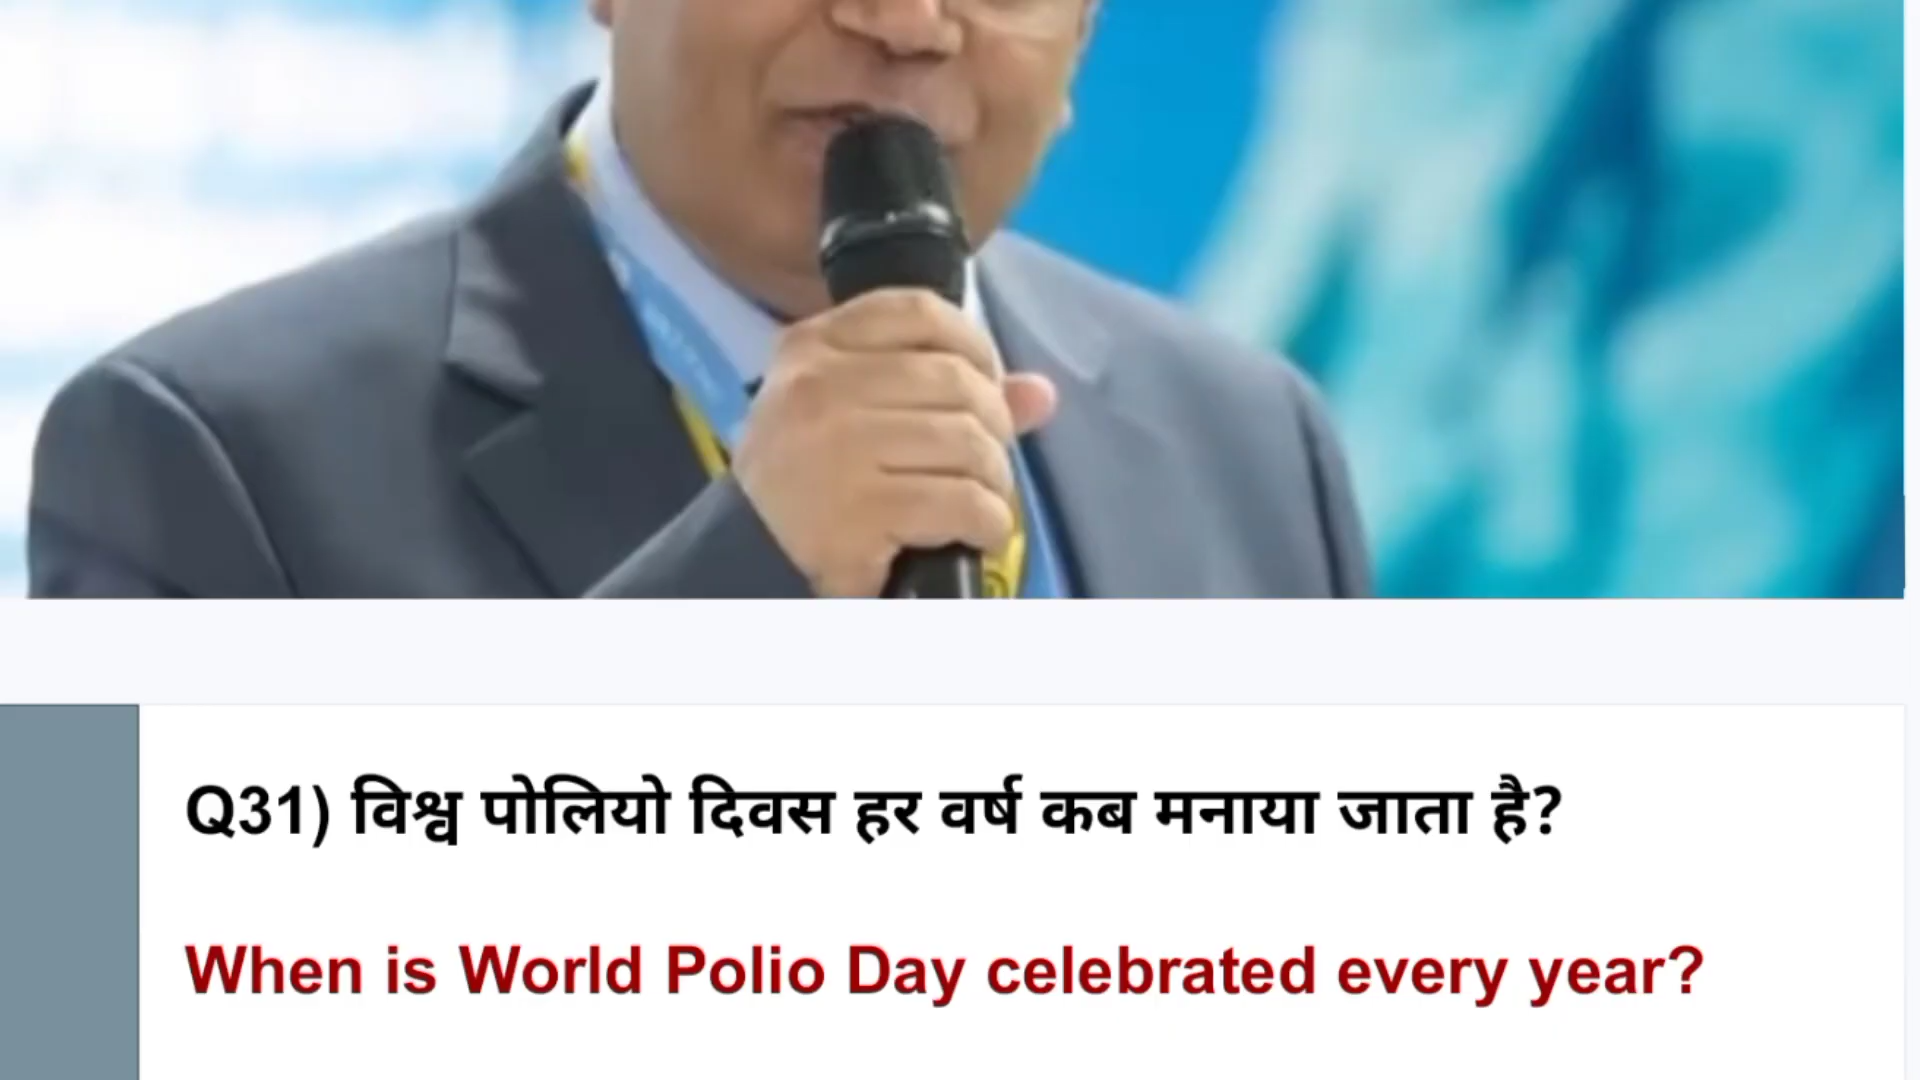 Q31) विश्व पोलियो दिवस हर वर्ष कब मनाया जाता है?
When is World Polio Day celebrated every year?